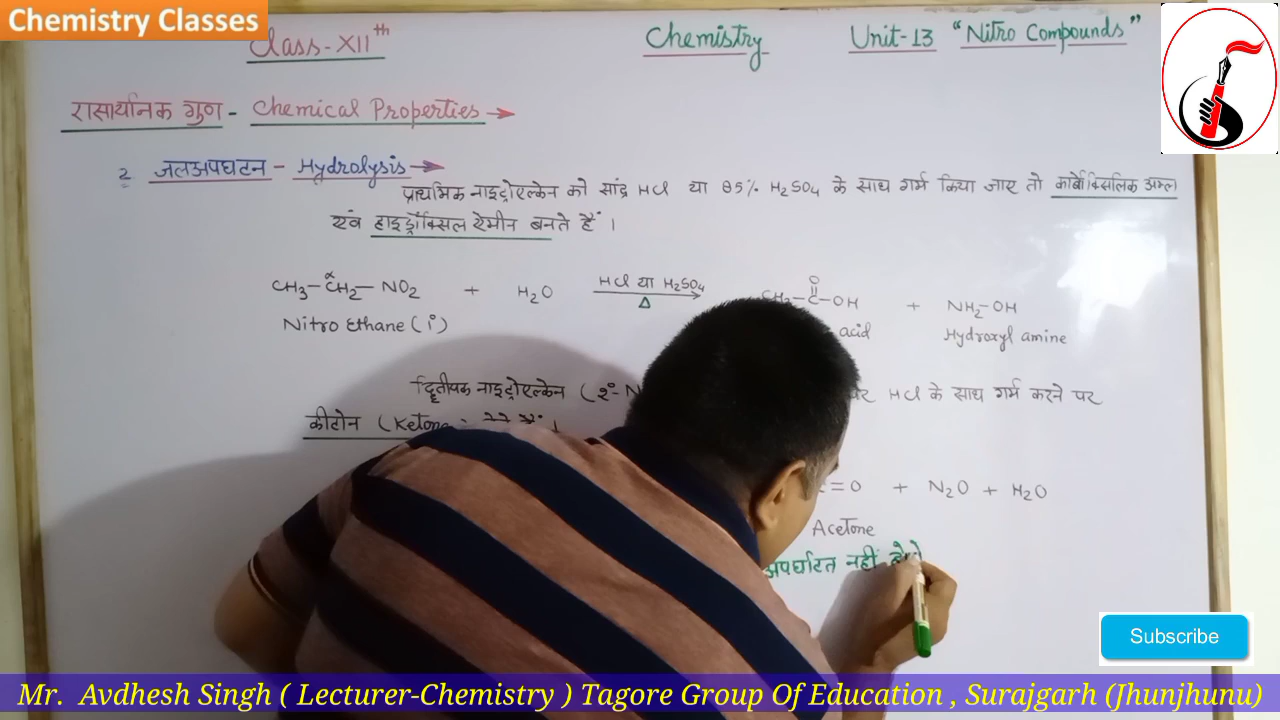 Chemistry Classes
Class-XIIth Chemistry Unit-13 "Nitro Compounds"
रासायनिक गुण - Chemical Properties →
2 जलअपघटन - Hydrolysis →
प्राथमिक नाइट्रोएल्केन को सांद्र HCl या 85% H2SO4 के साथ गर्म किया जाए तो कार्बोक्सिलिक अम्ल
एवं हाइड्रॉक्सिल ऐमीन बनते हैं ।
CH3-CH2-NO2 + H2O HCl या H2SO4 -C-OH + NH2-OH
α O
Δ
Nitro Ethane (1°) acid Hydroxyl amine
द्वितीयक नाइट्रोएल्केन (2°- HCl के साथ गर्म करने पर
कीटोन (Ketone
=O + N2O + H2O
Acetone
नहीं
Subscribe
Mr. Avdhesh Singh ( Lecturer-Chemistry ) Tagore Group Of Education , Surajgarh (Jhunjhunu)